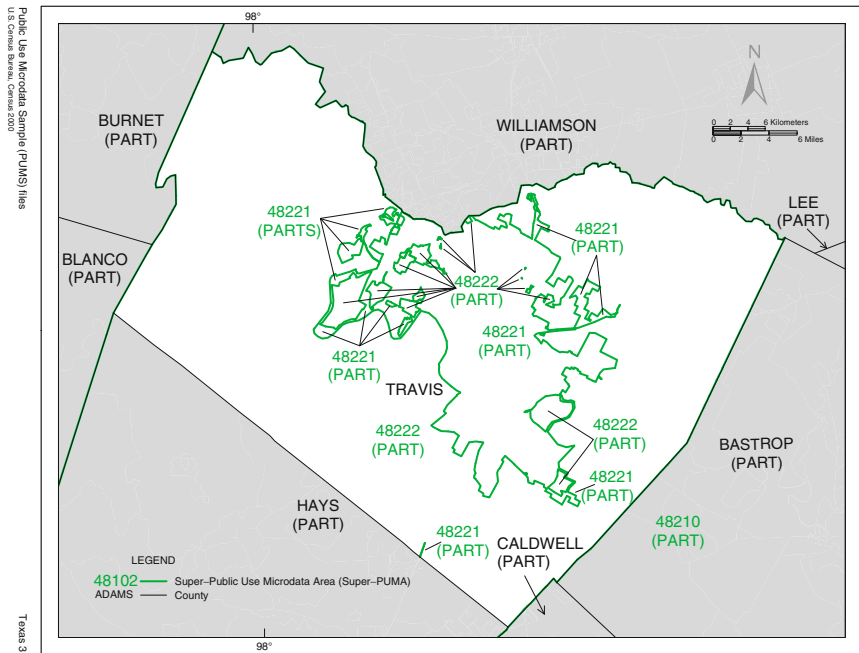 Public Use Microdata Sample (PUMS) files
U.S. Census Bureau, Census 2000
98°
N
0 2 4 6 Kilometers
0 2 4 6 Miles
BURNET
(PART)
WILLIAMSON
(PART)
LEE
(PART)
48221
(PARTS)
48221
(PART)
BLANCO
(PART)
48222
(PART)
48221
(PART)
48221
(PART)
TRAVIS
48222
(PART)
48222
(PART)
BASTROP
(PART)
48221
(PART)
HAYS
(PART)
48210
(PART)
48221
(PART)
CALDWELL
(PART)
LEGEND
48102 Super–Public Use Microdata Area (Super–PUMA)
ADAMS County
98°
Texas 3